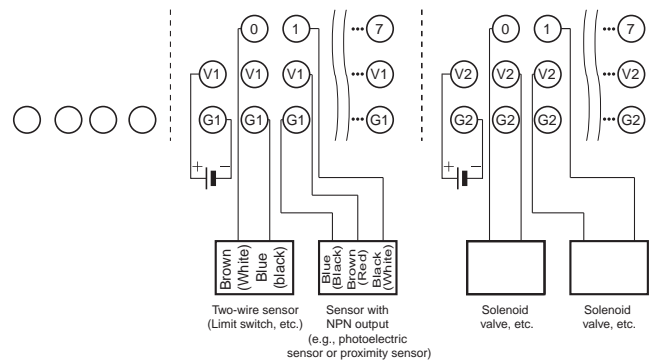 0 1 ••• 7
V1 V1 V1 ••• V1
G1 G1 G1 ••• G1
+ −
Brown
(White)
Blue
(black)
Blue
(Black)
Brown
(Red)
Black
(White)
Two-wire sensor
(Limit switch, etc.)
Sensor with
NPN output
(e.g., photoelectric
sensor or proximity sensor)
0 1 ••• 7
V2 V2 V2 ••• V2
G2 G2 G2 ••• G2
+ −
Solenoid
valve, etc.
Solenoid
valve, etc.